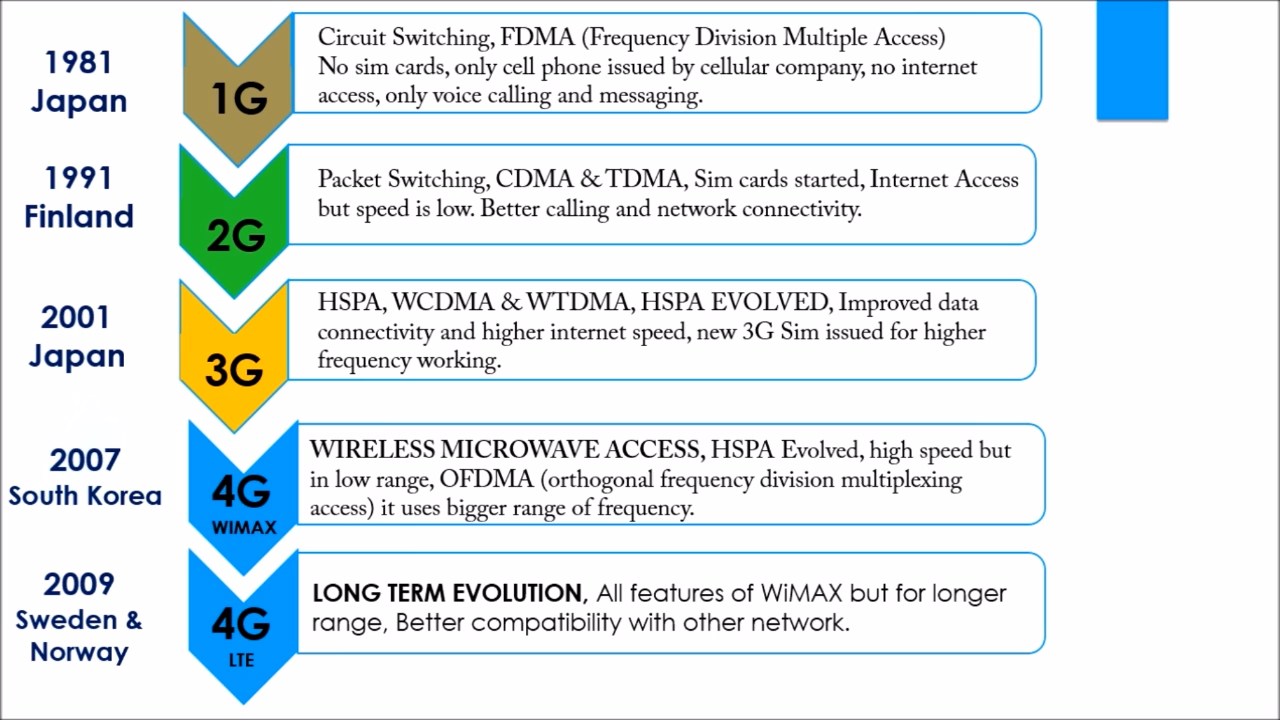 1981
Japan
1G
Circuit Switching, FDMA (Frequency Division Multiple Access)
No sim cards, only cell phone issued by cellular company, no internet
access, only voice calling and messaging.
1991
Finland
2G
Packet Switching, CDMA & TDMA, Sim cards started, Internet Access
but speed is low. Better calling and network connectivity.
2001
Japan
3G
HSPA, WCDMA & WTDMA, HSPA EVOLVED, Improved data
connectivity and higher internet speed, new 3G Sim issued for higher
frequency working.
2007
South Korea
4G
WIMAX
WIRELESS MICROWAVE ACCESS, HSPA Evolved, high speed but
in low range, OFDMA (orthogonal frequency division multiplexing
access) it uses bigger range of frequency.
2009
Sweden &
Norway
4G
LTE
LONG TERM EVOLUTION, All features of WiMAX but for longer
range, Better compatibility with other network.